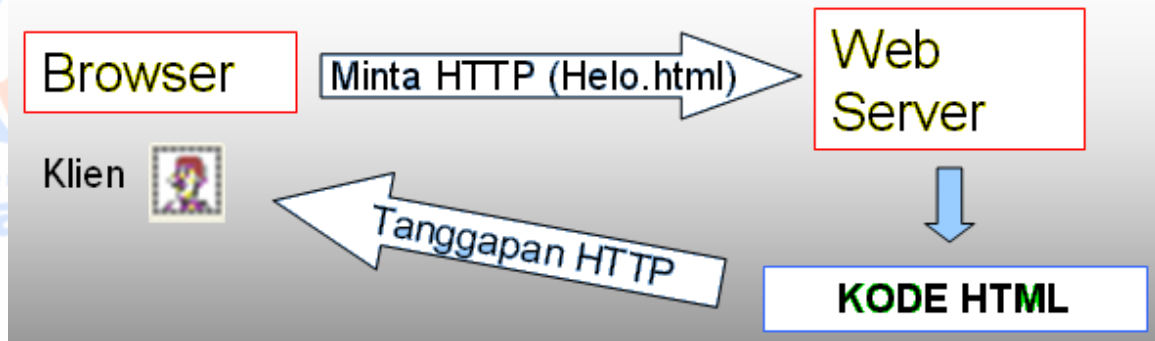 Browser
Minta HTTP (Helo.html)
Web
Server
Klien
Tanggapan HTTP
KODE HTML